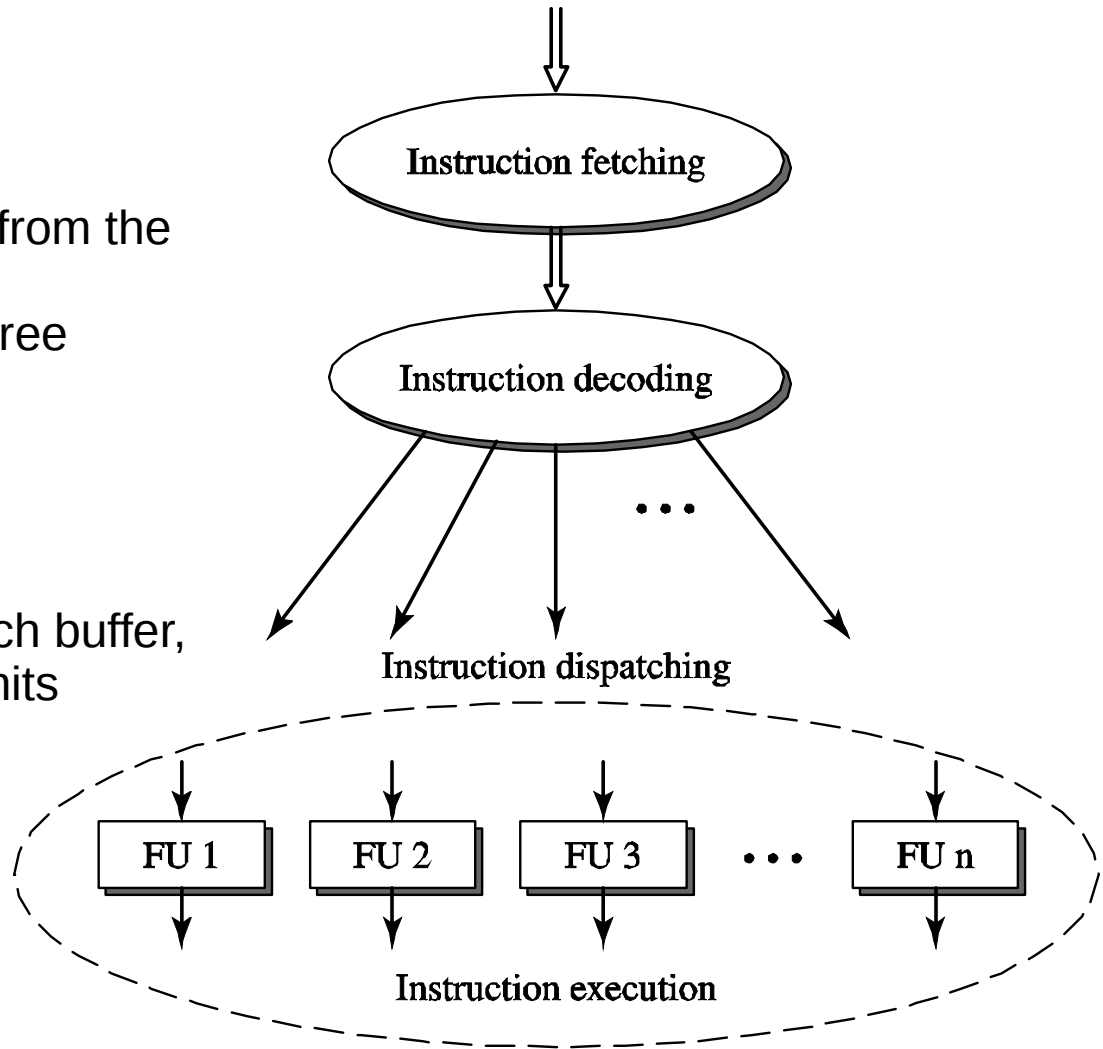 Instruction fetching
from the
ree
Instruction decoding
...
ch buffer,
nits
Instruction dispatching
FU 1 FU 2 FU 3 ... FU n
Instruction execution